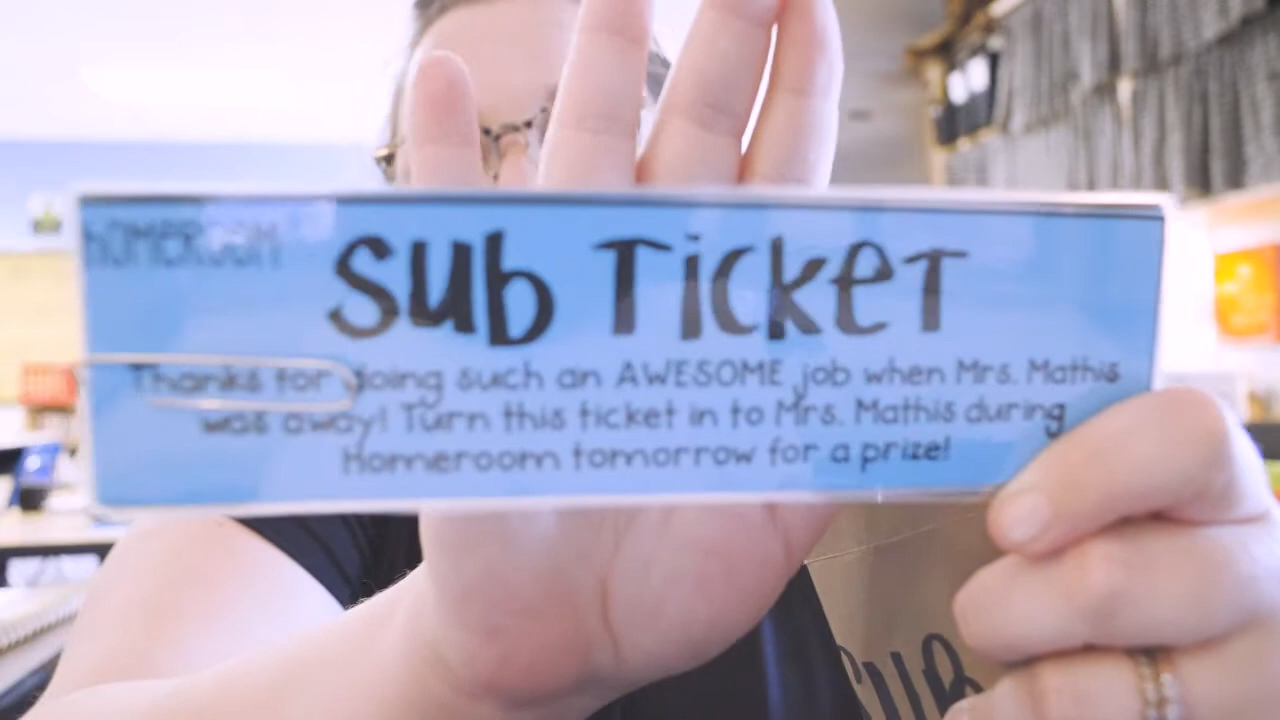 HOMEROOM
Sub Ticket
Thanks for doing such an AWESOME job when Mrs. Mathis
was away! Turn this ticket in to Mrs. Mathis during
Homeroom tomorrow for a prize!
SUB